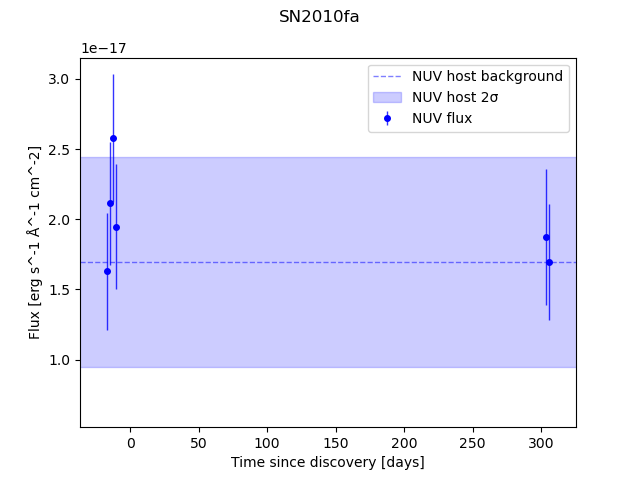 SN2010fa
1e−17
NUV host background
NUV host 2σ
NUV flux
3.0
2.5
2.0
1.5
1.0
Flux [erg s^-1 Å^-1 cm^-2]
0 50 100 150 200 250 300
Time since discovery [days]